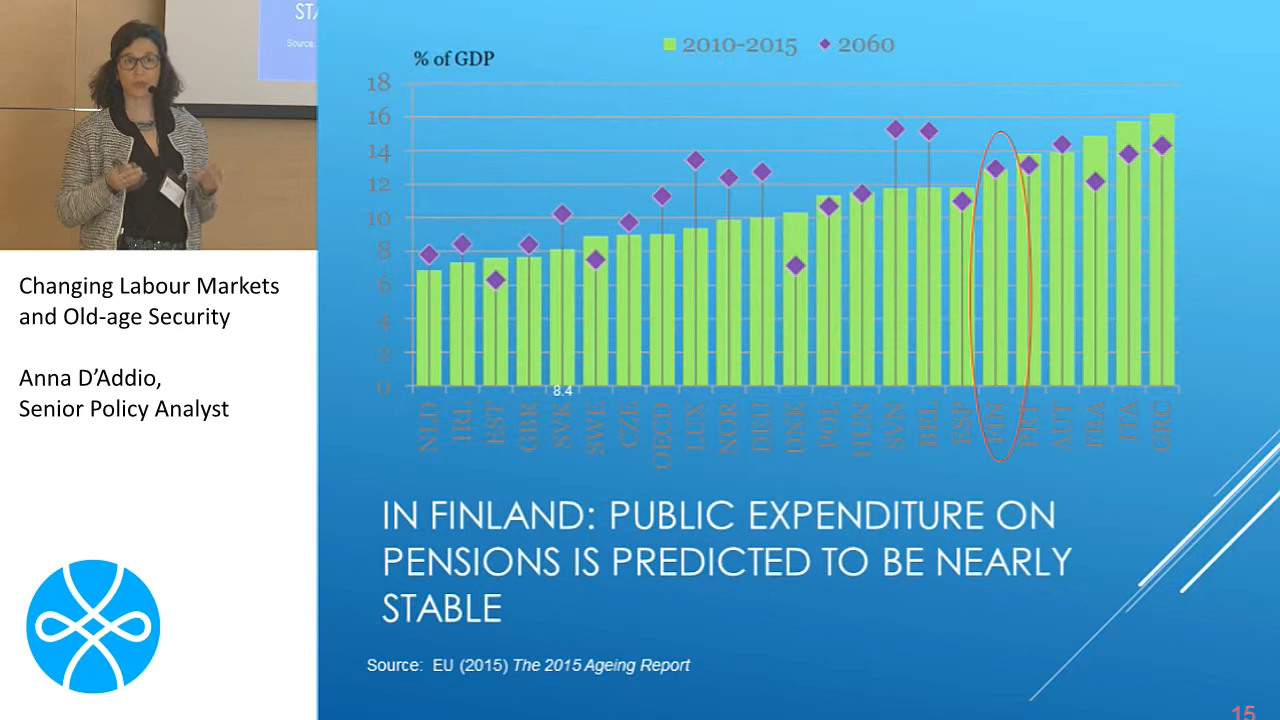 ST
Source:
Changing Labour Markets
and Old-age Security
Anna D’Addio,
Senior Policy Analyst
2010-2015
2060
% of GDP
18
16
14
12
10
8
6
4
2
0
8.4
NLD
IRL
EST
GBR
SVK
SWE
CZE
OECD
LUX
NOR
DEU
DNK
POL
HUN
SVN
BEL
ESP
FIN
PRT
AUT
FRA
ITA
GRC
IN FINLAND: PUBLIC EXPENDITURE ON
PENSIONS IS PREDICTED TO BE NEARLY
STABLE
Source: EU (2015) The 2015 Ageing Report
15